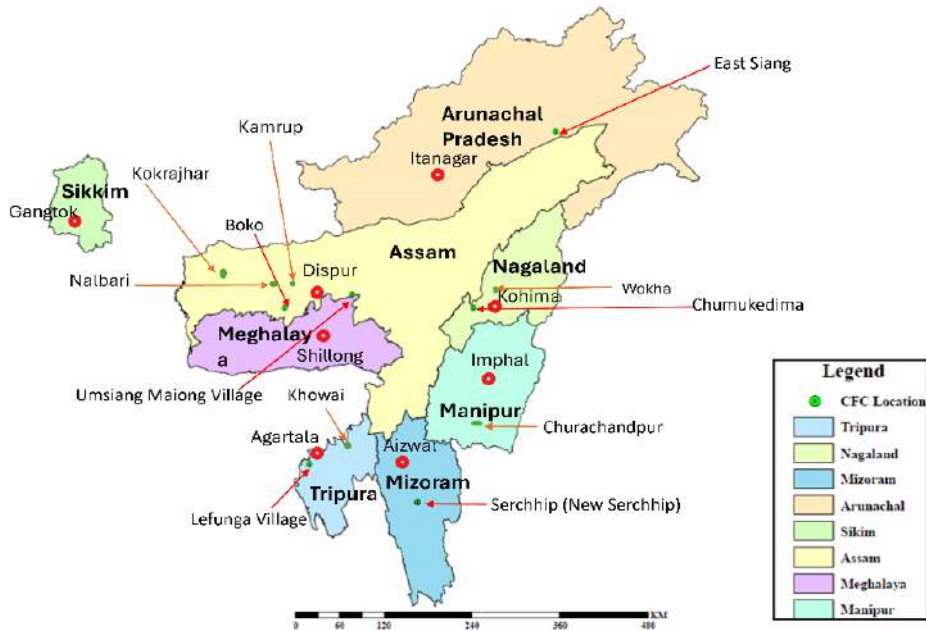 East Siang
Arunachal
Pradesh
Itanagar
Kamrup
Kokrajhar
Sikkim
Gangtok
Boko
Assam
Nalbari
Dispur
Nagaland
Wokha
Kohima
Chumukedima
Meghalay
a
Shillong
Umsiang Maiong Village
Khowai
Imphal
Manipur
Churachandpur
Agartala
Aizwal
Mizoram
Tripura
Lefunga Village
Serchhip (New Serchhip)
Legend
CFC Location
Tripura
Nagaland
Mizoram
Arunachal
Sikim
Assam
Meghalaya
Manipur
0 60 120 240 360 480 KM